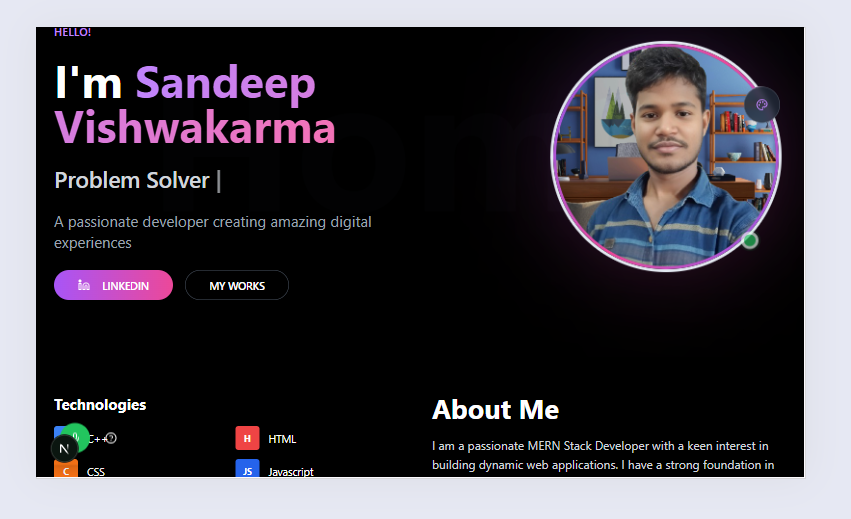 HELLO!
I'm Sandeep
Vishwakarma
Problem Solver |
A passionate developer creating amazing digital
experiences
LINKEDIN
MY WORKS
Technologies
About Me
N
C++
?
H
HTML
I am a passionate MERN Stack Developer with a keen interest in
building dynamic web applications. I have a strong foundation in
C
CSS
JS
Javascript